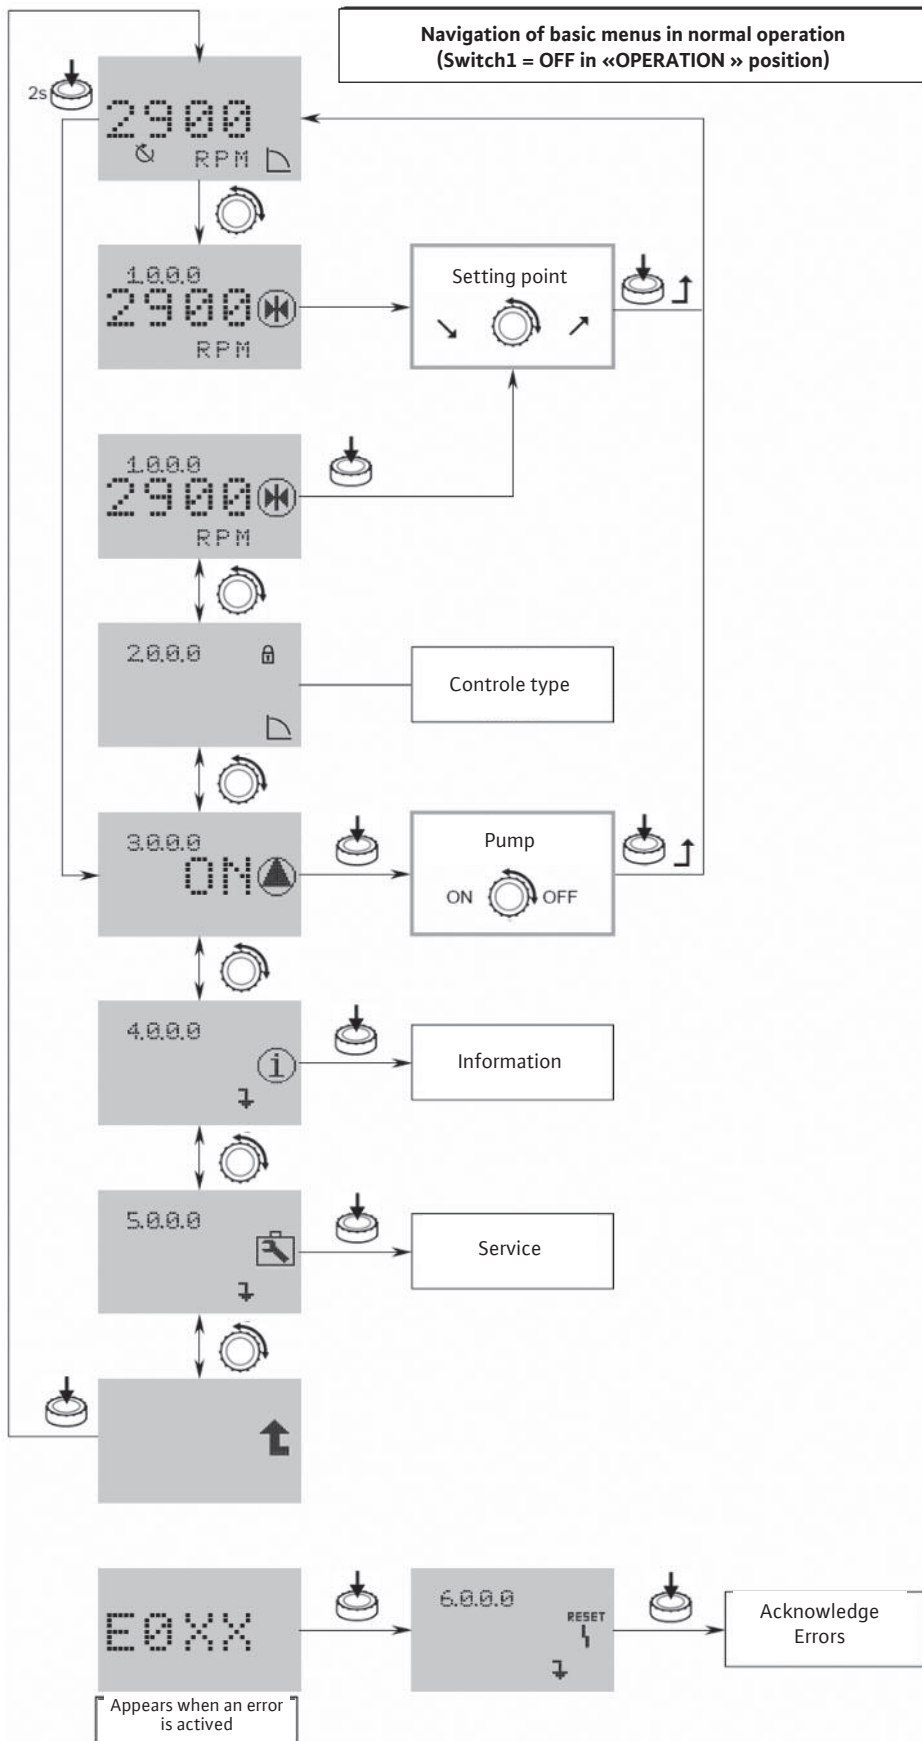 Navigation of basic menus in normal operation
(Switch1 = OFF in «OPERATION » position)
2s
2900
RPM
1.0.0.0
2900
RPM
Setting point
1.0.0.0
2900
RPM
2.0.0.0
Controle type
3.0.0.0
ON
Pump
ON OFF
4.0.0.0
i
Information
5.0.0.0
Service
E0XX
6.0.0.0
RESET
Acknowledge
Errors
Appears when an error
is actived